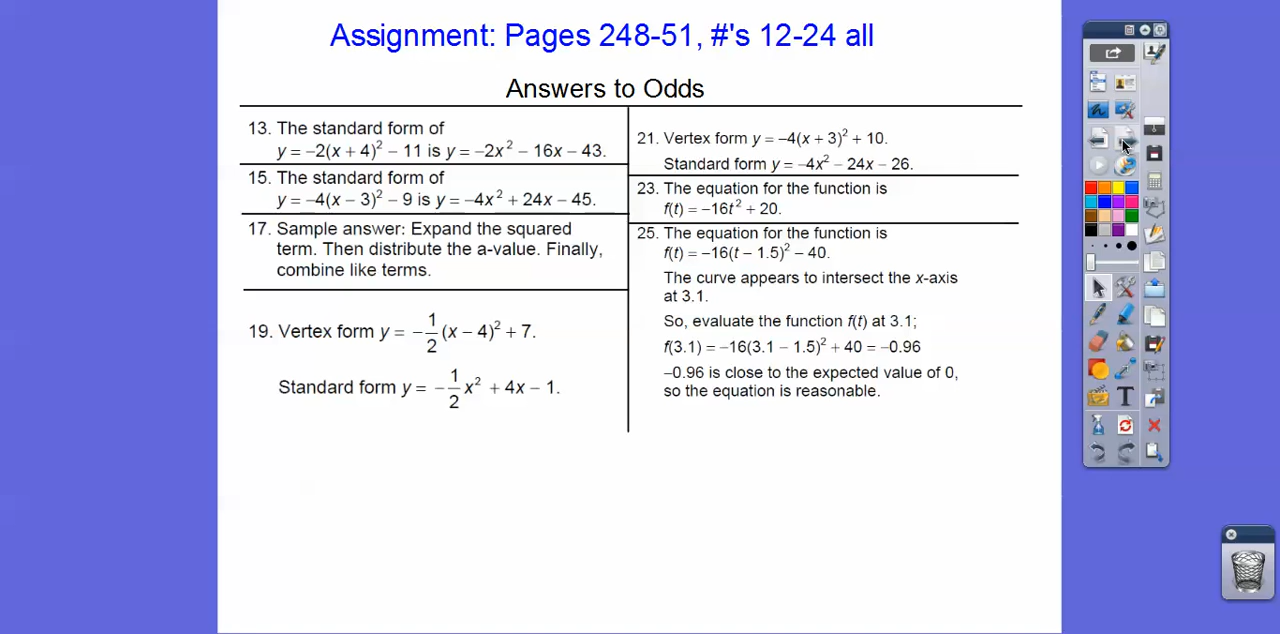 Assignment: Pages 248-51, #'s 12-24 all
Answers to Odds
13. The standard form of
y = –2(x + 4)² – 11 is y = –2x² – 16x – 43.
15. The standard form of
y = –4(x – 3)² – 9 is y = –4x² + 24x – 45.
17. Sample answer: Expand the squared
term. Then distribute the a-value. Finally,
combine like terms.
19. Vertex form y = –1/2(x – 4)² + 7.
Standard form y = –1/2x² + 4x – 1.
21. Vertex form y = –4(x + 3)² + 10.
Standard form y = –4x² – 24x – 26.
23. The equation for the function is
f(t) = –16t² + 20.
25. The equation for the function is
f(t) = –16(t – 1.5)² – 40.
The curve appears to intersect the x-axis
at 3.1.
So, evaluate the function f(t) at 3.1;
f(3.1) = –16(3.1 – 1.5)² + 40 = –0.96
–0.96 is close to the expected value of 0,
so the equation is reasonable.
T